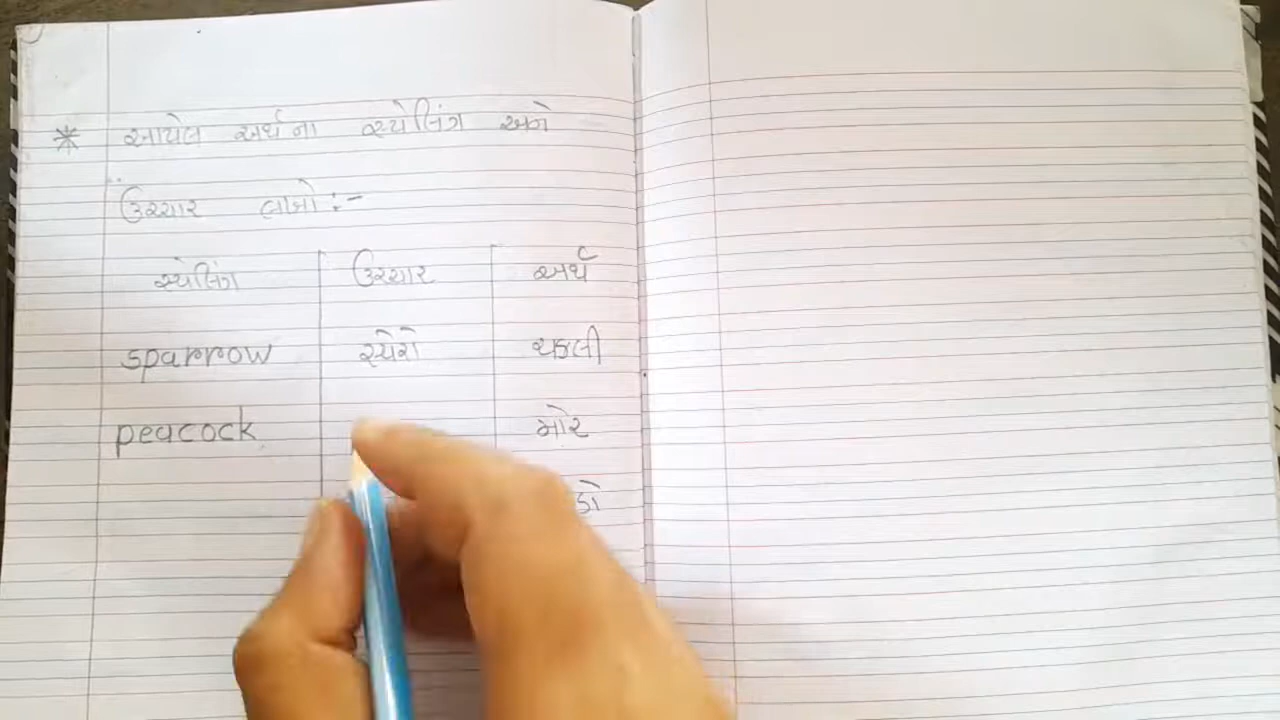 * આપેલ અર્થના સ્પેલિંગ અને
ઉચ્ચાર લખો :-
સ્પેલિંગ ઉચ્ચાર અર્થ
sparrow સ્પેરો ચકલી
peacock મોર